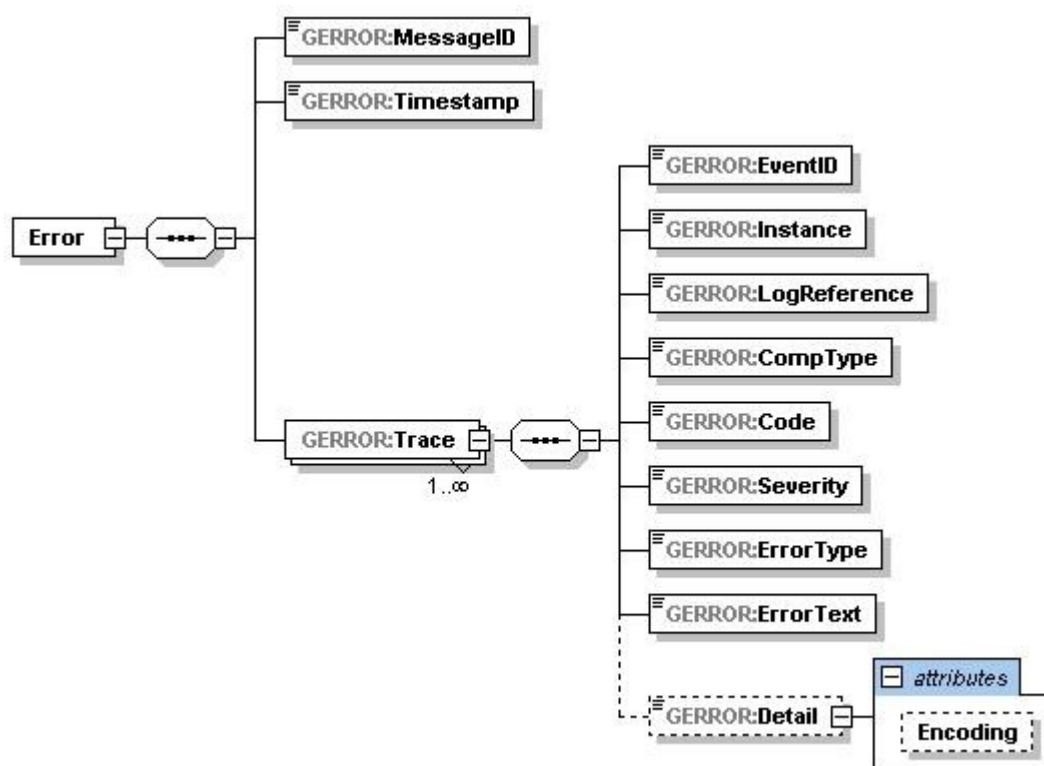 GERROR:MessageID
GERROR:Timestamp
Error
GERROR:Trace
1..∞
GERROR:EventID
GERROR:Instance
GERROR:LogReference
GERROR:CompType
GERROR:Code
GERROR:Severity
GERROR:ErrorType
GERROR:ErrorText
GERROR:Detail
attributes
Encoding